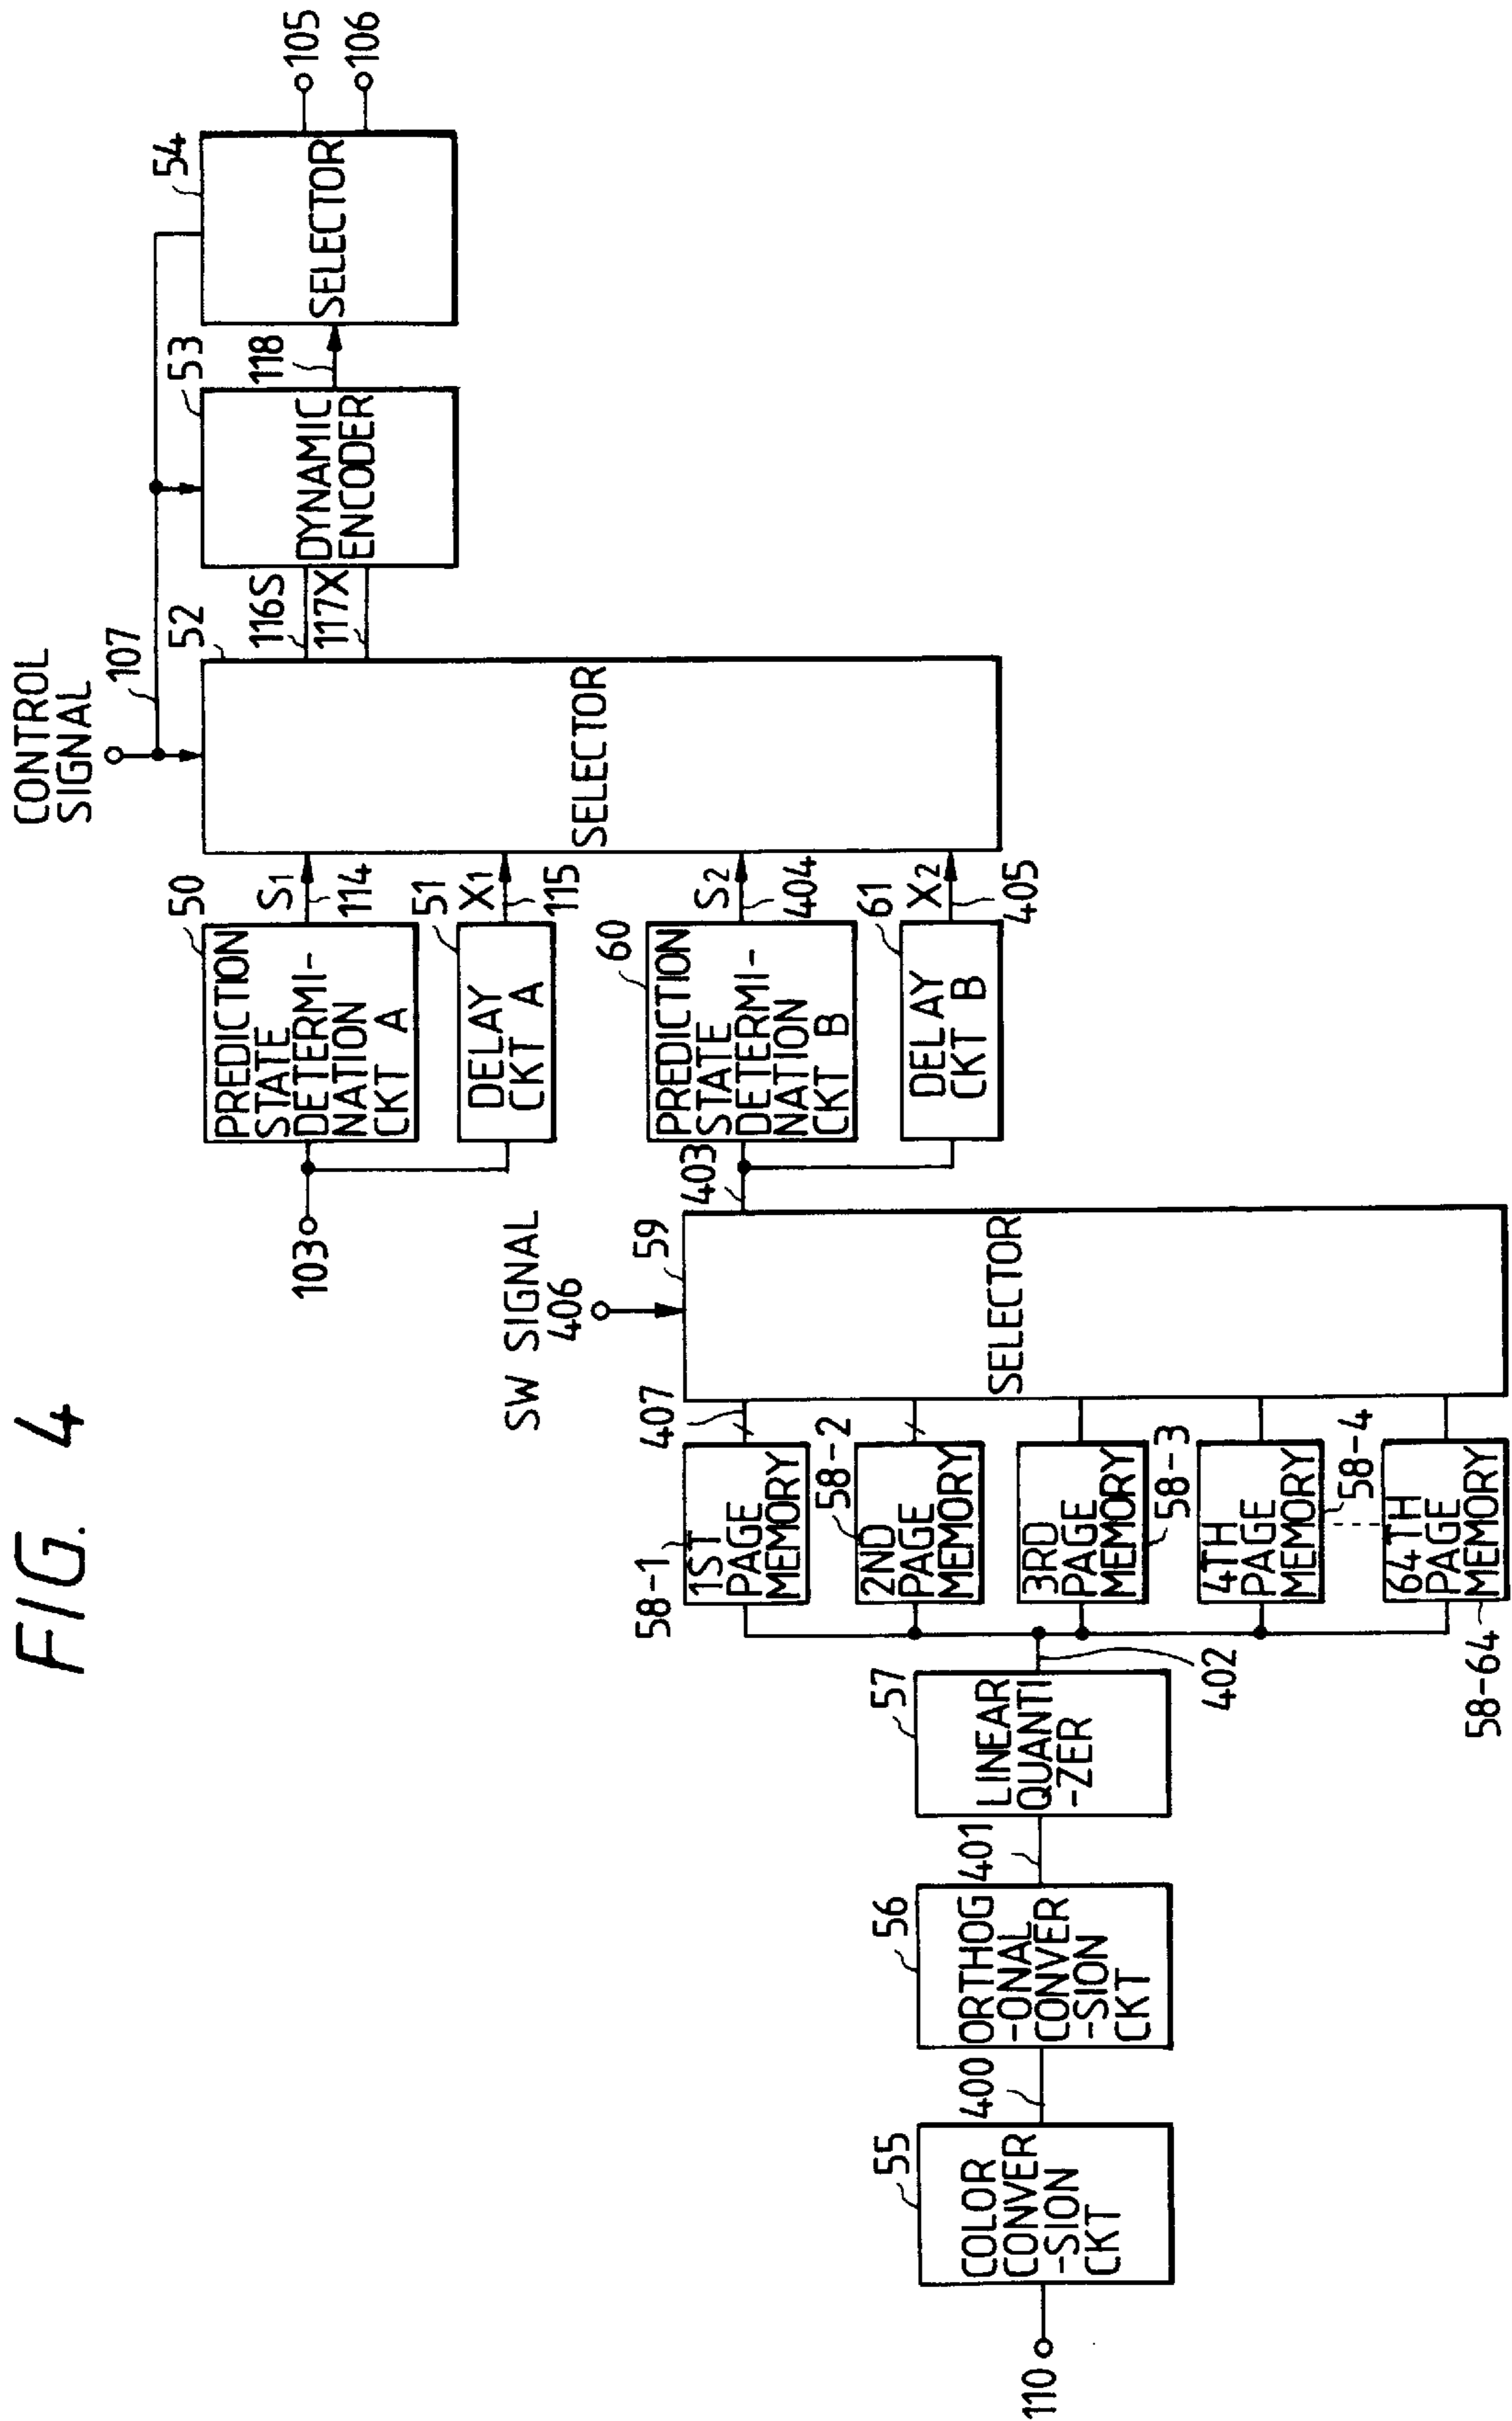 FIG. 4
110
55
COLOR
CONVER
-SION
CKT
400
56
ORTHOG
-ONAL
CONVER
-SION
CKT
401
57
LINEAR
QUANTI
-ZER
402
58-1
1ST
PAGE
MEMORY
58-2
2ND
PAGE
MEMORY
3RD
PAGE
MEMORY
58-3
4TH
PAGE
MEMORY
58-4
64TH
PAGE
MEMORY
58-64
407
SW SIGNAL
406
59
SELECTOR
403
103
50
PREDICTION
STATE
DETERMI-
NATION
CKT A
S1
114
51
DELAY
CKT A
X1
115
60
PREDICTION
STATE
DETERMI-
NATION
CKT B
S2
404
61
DELAY
CKT B
X2
405
CONTROL
SIGNAL
107
52
SELECTOR
116S
117X
53
DYNAMIC
ENCODER
118
54
SELECTOR
105
106